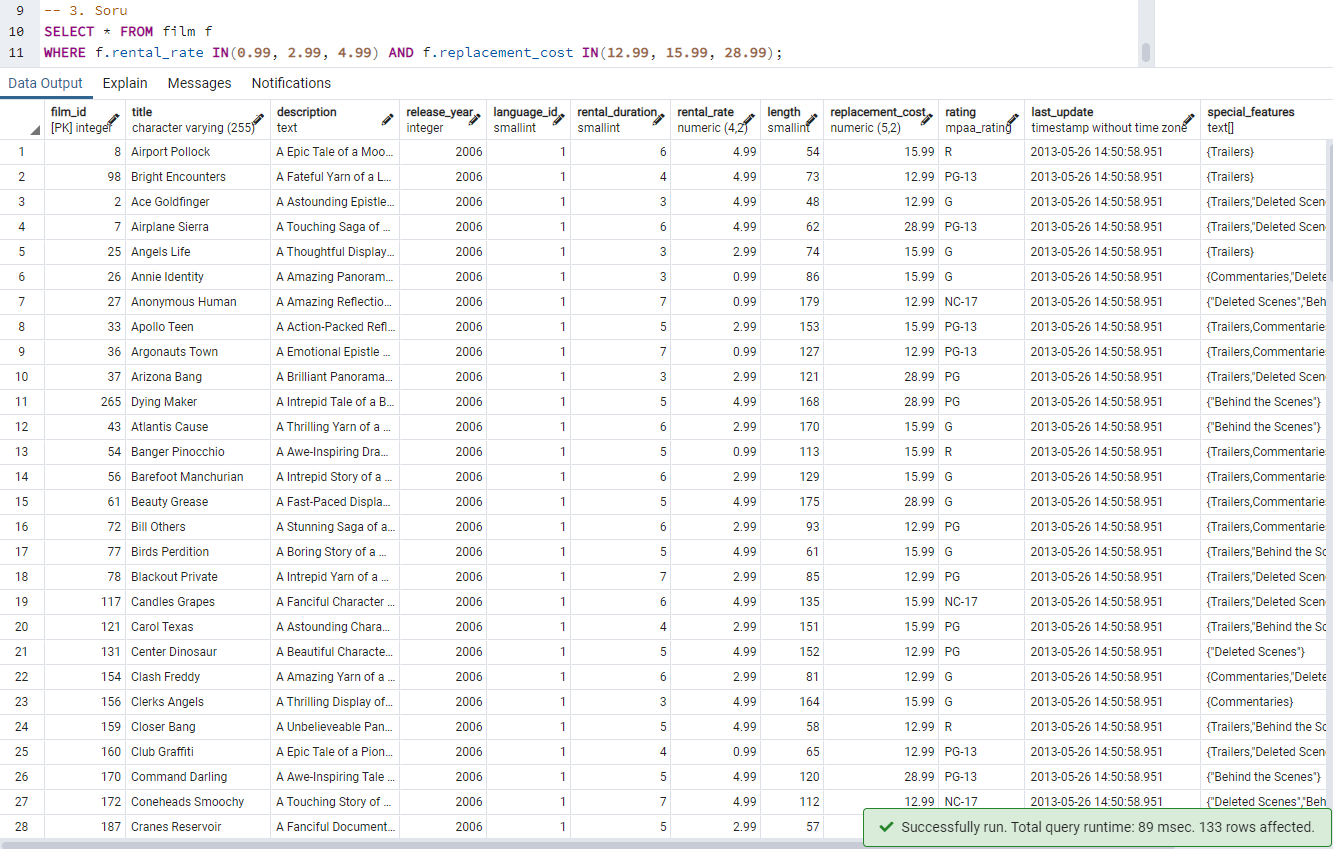 9 -- 3. Soru
10 SELECT * FROM film f
11 WHERE f.rental_rate IN(0.99, 2.99, 4.99) AND f.replacement_cost IN(12.99, 15.99, 28.99);
Data Output Explain Messages Notifications
film_id title description release_year language_id rental_duration rental_rate length replacement_cost rating last_update special_features
[PK] integer character varying (255) text integer smallint smallint numeric (4,2) smallint numeric (5,2) mpaa_rating timestamp without time zone text[]
1 8 Airport Pollock A Epic Tale of a Moo... 2006 1 6 4.99 54 15.99 R 2013-05-26 14:50:58.951 {Trailers}
2 98 Bright Encounters A Fateful Yarn of a L... 2006 1 4 4.99 73 12.99 PG-13 2013-05-26 14:50:58.951 {Trailers}
3 2 Ace Goldfinger A Astounding Epistle... 2006 1 3 4.99 48 12.99 G 2013-05-26 14:50:58.951 {Trailers,"Deleted Scen
4 7 Airplane Sierra A Touching Saga of ... 2006 1 6 4.99 62 28.99 PG-13 2013-05-26 14:50:58.951 {Trailers,"Deleted Scen
5 25 Angels Life A Thoughtful Display... 2006 1 3 2.99 74 15.99 G 2013-05-26 14:50:58.951 {Trailers}
6 26 Annie Identity A Amazing Panoram... 2006 1 3 0.99 86 15.99 G 2013-05-26 14:50:58.951 {Commentaries,"Delete
7 27 Anonymous Human A Amazing Reflectio... 2006 1 7 0.99 179 12.99 NC-17 2013-05-26 14:50:58.951 {"Deleted Scenes","Beh
8 33 Apollo Teen A Action-Packed Refl... 2006 1 5 2.99 153 15.99 PG-13 2013-05-26 14:50:58.951 {Trailers,Commentarie
9 36 Argonauts Town A Emotional Epistle ... 2006 1 7 0.99 127 12.99 PG-13 2013-05-26 14:50:58.951 {Trailers,Commentarie
10 37 Arizona Bang A Brilliant Panorama... 2006 1 3 2.99 121 28.99 PG 2013-05-26 14:50:58.951 {Trailers,"Deleted Scen
11 265 Dying Maker A Intrepid Tale of a B... 2006 1 5 4.99 168 28.99 PG 2013-05-26 14:50:58.951 {"Behind the Scenes"}
12 43 Atlantis Cause A Thrilling Yarn of a ... 2006 1 6 2.99 170 15.99 G 2013-05-26 14:50:58.951 {"Behind the Scenes"}
13 54 Banger Pinocchio A Awe-Inspiring Dra... 2006 1 5 0.99 113 15.99 R 2013-05-26 14:50:58.951 {Trailers,Commentarie
14 56 Barefoot Manchurian A Intrepid Story of a ... 2006 1 6 2.99 129 15.99 G 2013-05-26 14:50:58.951 {Trailers,Commentarie
15 61 Beauty Grease A Fast-Paced Displa... 2006 1 5 4.99 175 28.99 G 2013-05-26 14:50:58.951 {Trailers,Commentarie
16 72 Bill Others A Stunning Saga of a... 2006 1 6 2.99 93 12.99 PG 2013-05-26 14:50:58.951 {Trailers,Commentarie
17 77 Birds Perdition A Boring Story of a ... 2006 1 5 4.99 61 15.99 G 2013-05-26 14:50:58.951 {Trailers,"Behind the Sc
18 78 Blackout Private A Intrepid Yarn of a ... 2006 1 7 2.99 85 12.99 PG 2013-05-26 14:50:58.951 {Trailers,"Deleted Scen
19 117 Candles Grapes A Fanciful Character ... 2006 1 6 4.99 135 15.99 NC-17 2013-05-26 14:50:58.951 {Trailers,"Deleted Scen
20 121 Carol Texas A Astounding Chara... 2006 1 4 2.99 151 15.99 PG 2013-05-26 14:50:58.951 {Trailers,"Behind the Sc
21 131 Center Dinosaur A Beautiful Characte... 2006 1 5 4.99 152 12.99 PG 2013-05-26 14:50:58.951 {"Deleted Scenes"}
22 154 Clash Freddy A Amazing Yarn of a ... 2006 1 6 2.99 81 12.99 G 2013-05-26 14:50:58.951 {Commentaries,"Delete
23 156 Clerks Angels A Thrilling Display of... 2006 1 3 4.99 164 15.99 G 2013-05-26 14:50:58.951 {Commentaries}
24 159 Closer Bang A Unbelieveable Pan... 2006 1 5 4.99 58 12.99 R 2013-05-26 14:50:58.951 {Trailers,"Behind the Sc
25 160 Club Graffiti A Epic Tale of a Pion... 2006 1 4 0.99 65 12.99 PG-13 2013-05-26 14:50:58.951 {Trailers,"Deleted Scen
26 170 Command Darling A Awe-Inspiring Tale ... 2006 1 5 4.99 120 28.99 PG-13 2013-05-26 14:50:58.951 {"Behind the Scenes"}
27 172 Coneheads Smoochy A Touching Story of ... 2006 1 7 4.99 112 12.99 NC-17 2013-05-26 14:50:58.951 {"Deleted Scenes","Beh
28 187 Cranes Reservoir A Fanciful Document... 2006 1 5 2.99 57
Successfully run. Total query runtime: 89 msec. 133 rows affected.